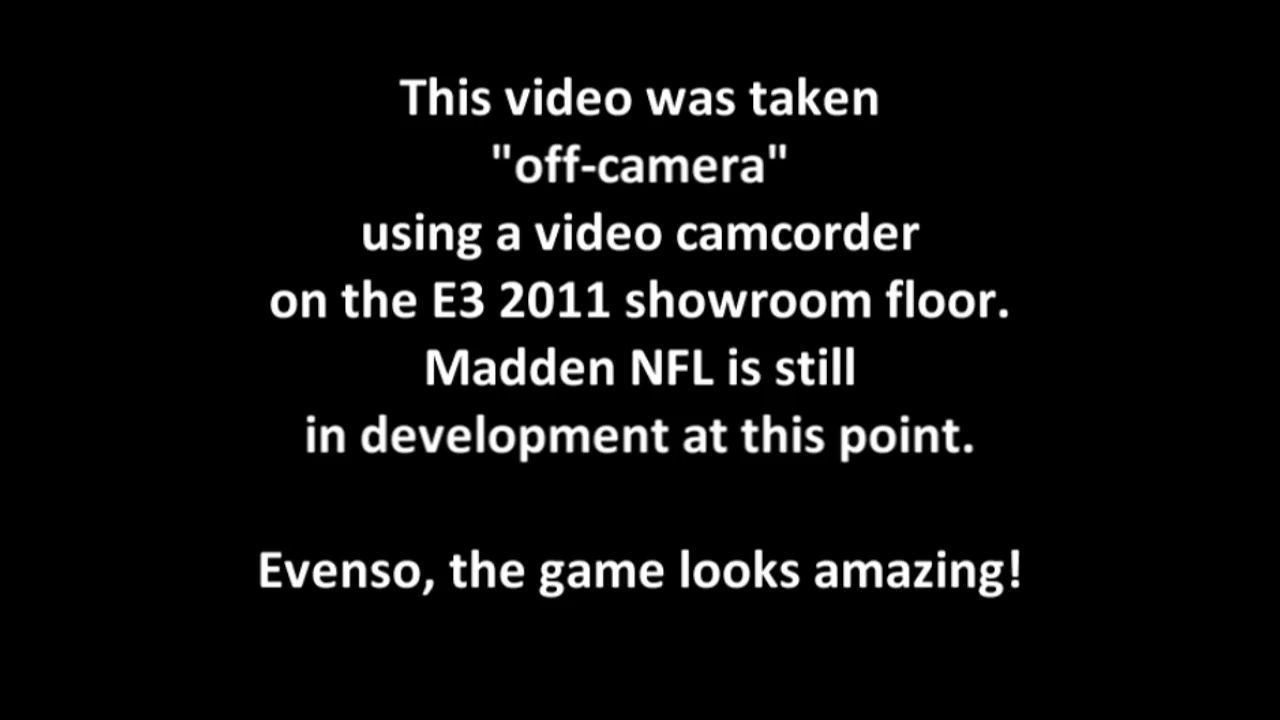 This video was taken
"off-camera"
using a video camcorder
on the E3 2011 showroom floor.
Madden NFL is still
in development at this point.
Evenso, the game looks amazing!